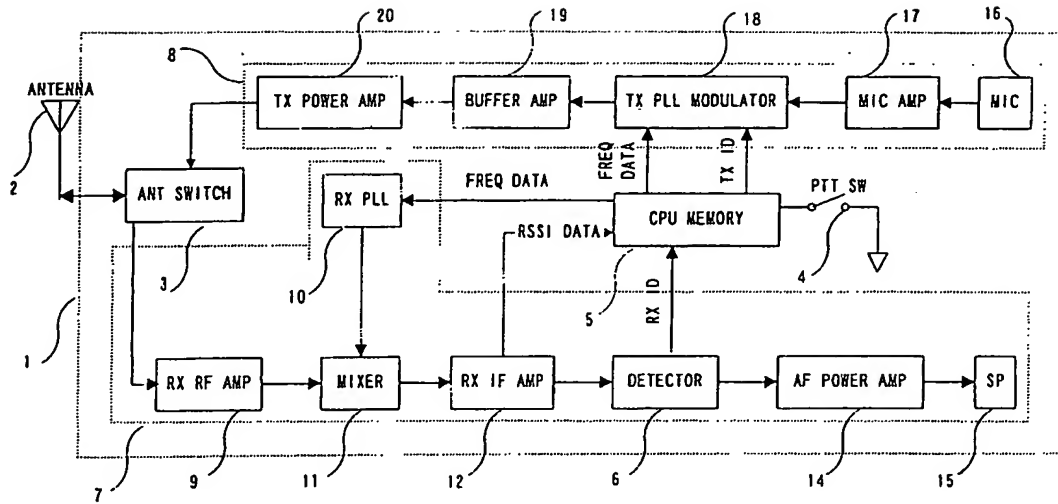 20
19
18
17
16
8
ANTENNA
TX POWER AMP
BUFFER AMP
TX PLL MODULATOR
MIC AMP
MIC
2
FREQ DATA
TX ID
ANT SWITCH
RX PLL
FREQ DATA
CPU MEMORY
PTT SW
RSSI DATA
3
10
5
RX ID
4
1
RX RF AMP
MIXER
RX IF AMP
DETECTOR
AF POWER AMP
SP
7
9
11
12
6
14
15